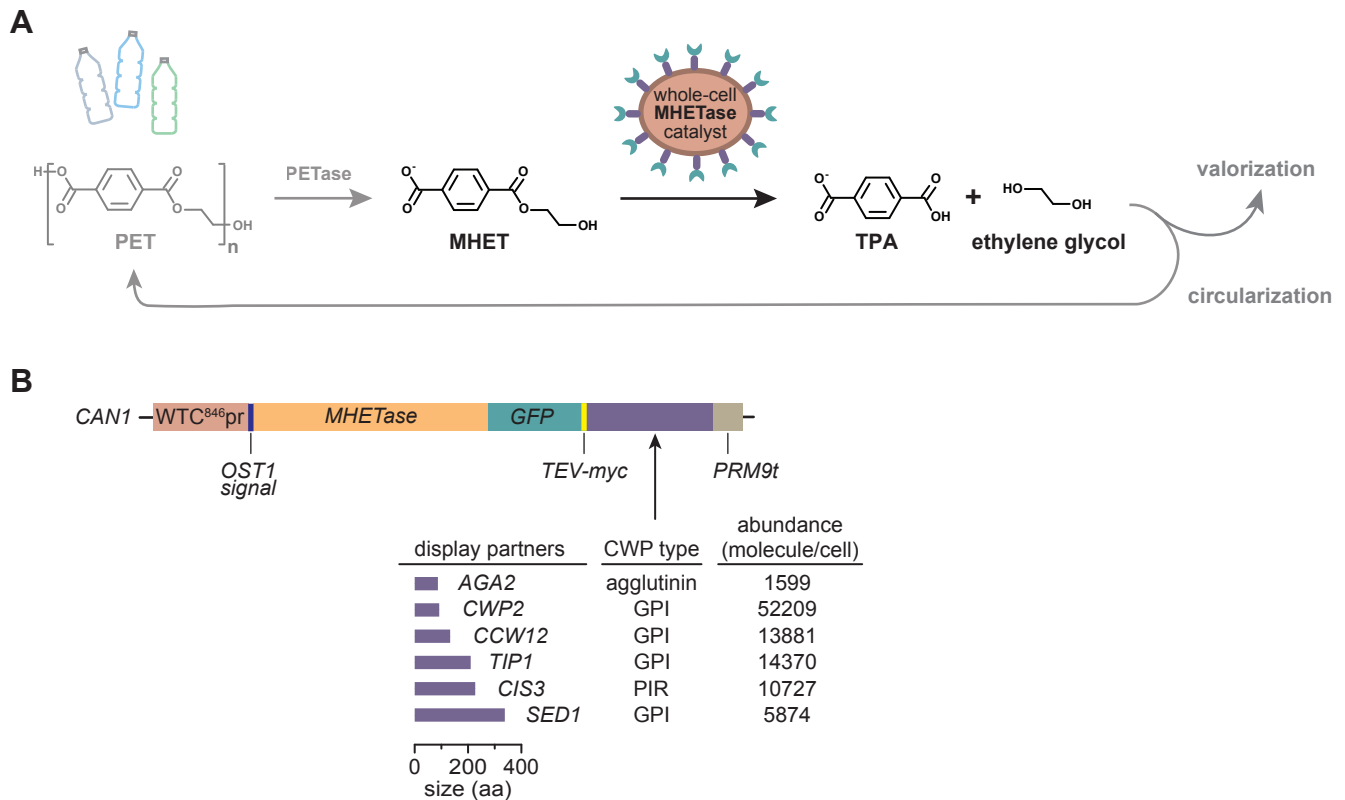 A
whole-cell
MHETase
catalyst
H
O
O
O
O
OH
n
PET
PETase
O-
O
O
O
OH
MHET
O-
O
O
OH
TPA
+
HO
OH
ethylene glycol
valorization
circularization
B
CAN1
WTC846pr
MHETase
GFP
OST1
signal
TEV-myc
PRM9t
display partners CWP type abundance
(molecule/cell)
AGA2 agglutinin 1599
CWP2 GPI 52209
CCW12 GPI 13881
TIP1 GPI 14370
CIS3 PIR 10727
SED1 GPI 5874
0 200 400
size (aa)